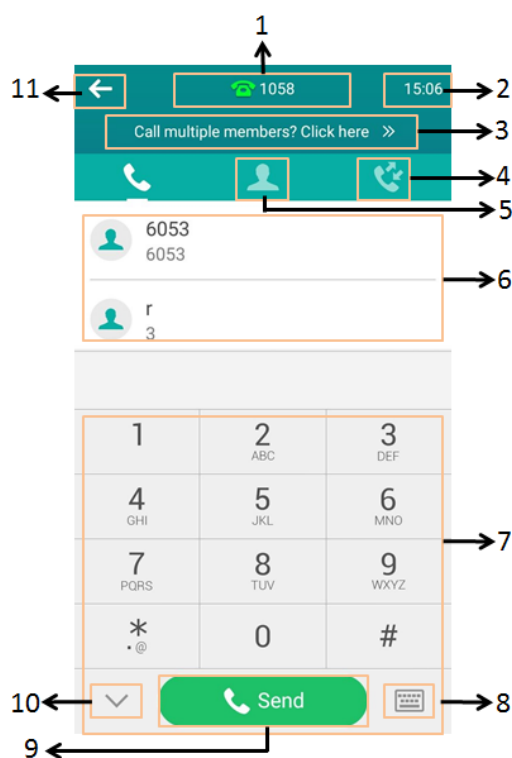 1
11
1058
15:06
2
Call multiple members? Click here »
3
4
5
6053
6053
6
r
3
1
2
ABC
3
DEF
4
GHI
5
JKL
6
MNO
7
PQRS
8
TUV
9
WXYZ
7
*
. @
0
#
10
Send
8
9